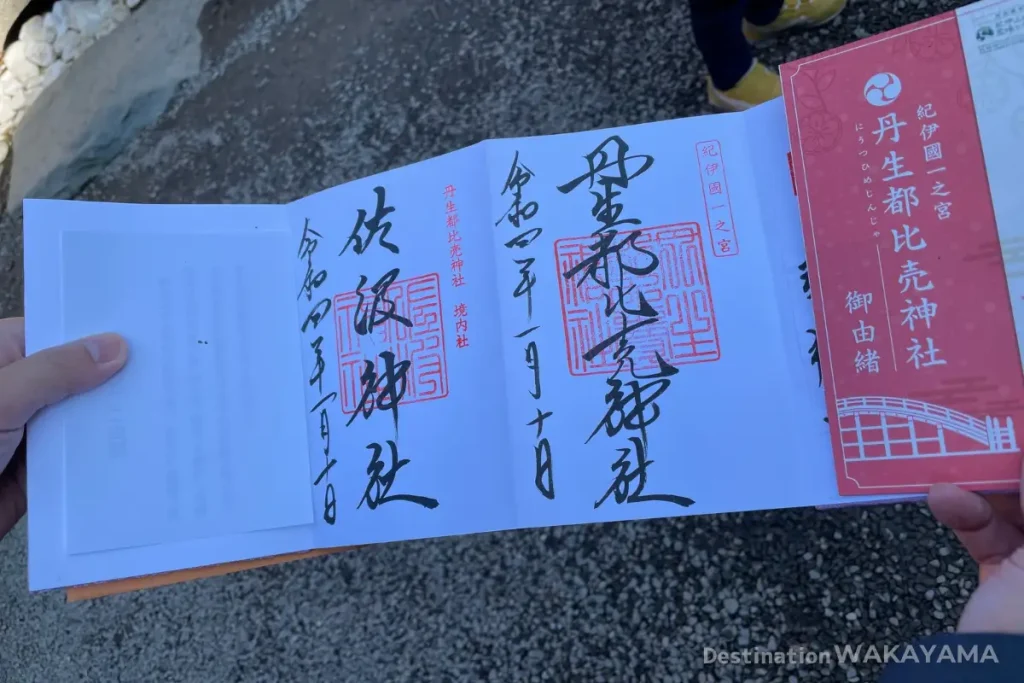 紀伊國一之宮
丹生都比売神社
にうつひめじんじゃ
御由緒
紀伊國一之宮
丹生都比売神社
令和四年一月十日
丹生都比売神社 境内社
佐波神社
令和四年一月十日
Destination WAKAYAMA